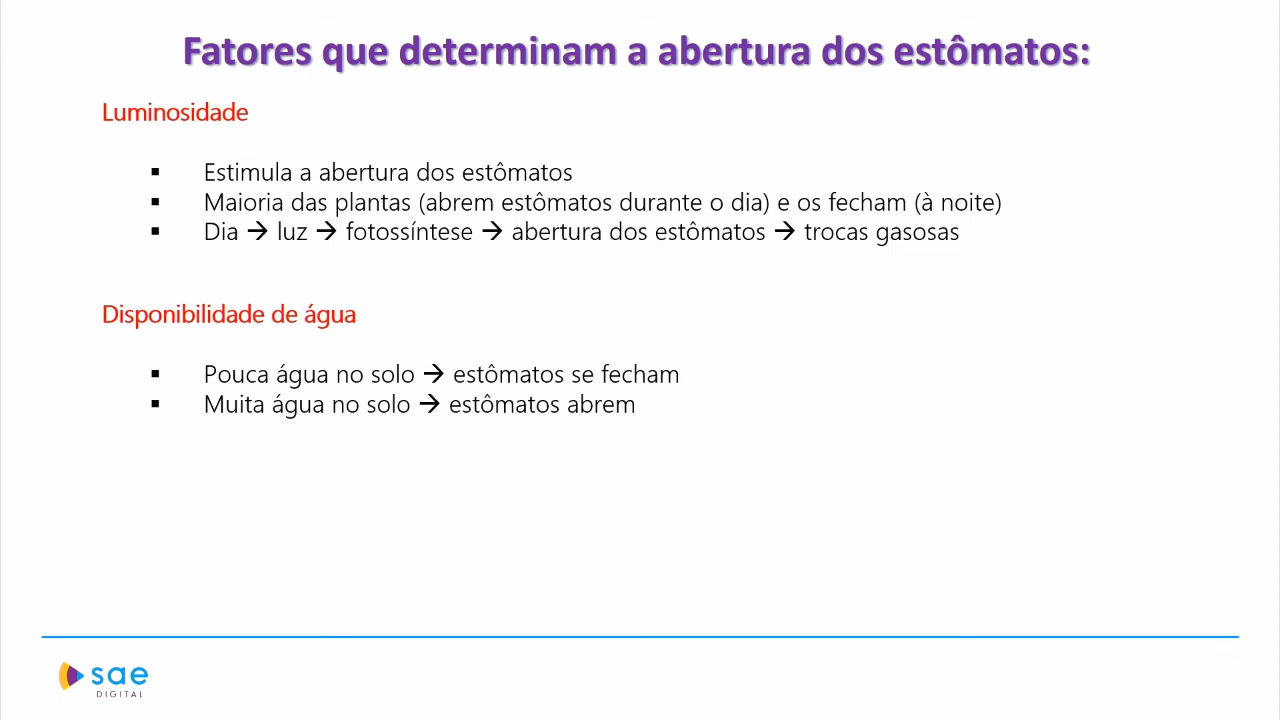 Fatores que determinam a abertura dos estômatos:
Luminosidade
▪ Estimula a abertura dos estômatos
▪ Maioria das plantas (abrem estômatos durante o dia) e os fecham (à noite)
▪ Dia → luz → fotossíntese → abertura dos estômatos → trocas gasosas
Disponibilidade de água
▪ Pouca água no solo → estômatos se fecham
▪ Muita água no solo → estômatos abrem
sae
DIGITAL